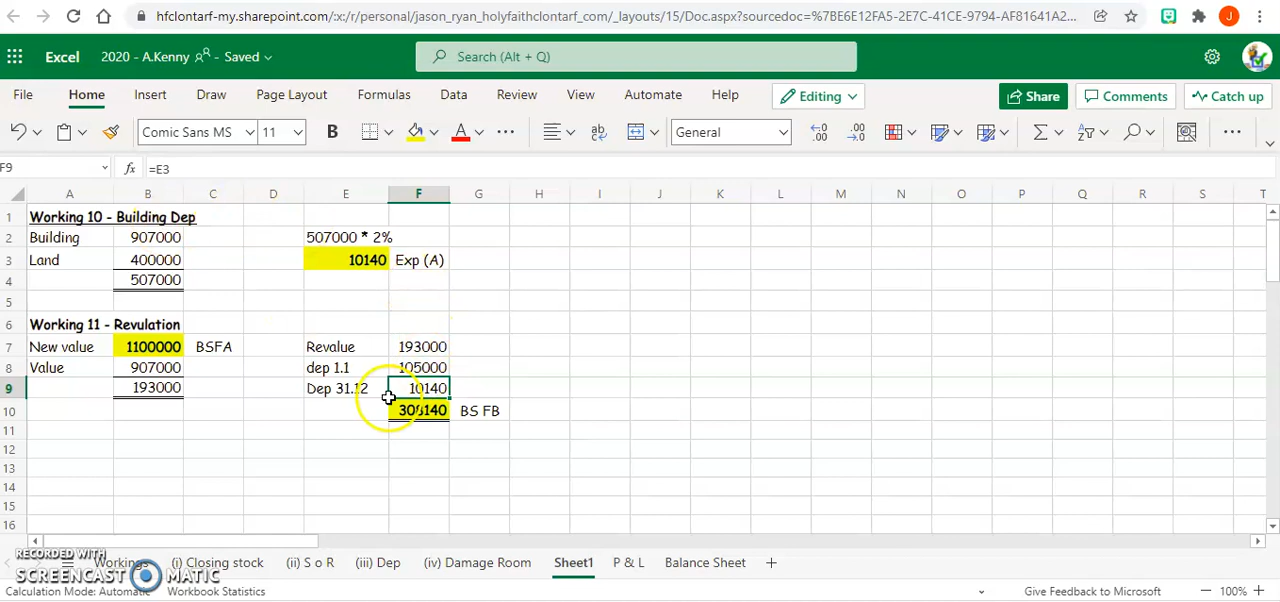 hfclontarf-my.sharepoint.com/:x:/r/personal/jason_ryan_holyfaithclontarf_com/_layouts/15/Doc.aspx?sourcedoc=%7BE6E12FA5-2E7C-41CE-9794-AF81641A2...
J
Excel 2020 - A.Kenny - Saved Search (Alt + Q)
File Home Insert Draw Page Layout Formulas Data Review View Automate Help Editing Share Comments Catch up
Comic Sans MS 11 B A General
F9 fx =E3
A B C D E F G H I J K L M N O P Q R S T
1 Working 10 - Building Dep
2 Building 907000 507000 * 2%
3 Land 400000 10140 Exp (A)
4 507000
5
6 Working 11 - Revulation
7 New value 1100000 BSFA Revalue 193000
8 Value 907000 dep 1.1 105000
9 193000 Dep 31.12 10140
10 308140 BS FB
11
12
13
14
15
16
Workings (i) Closing stock (ii) S o R (iii) Dep (iv) Damage Room Sheet1 P & L Balance Sheet
RECORDED WITH
SCREENCAST MATIC
Calculation Mode: Automatic Workbook Statistics Give Feedback to Microsoft 100%